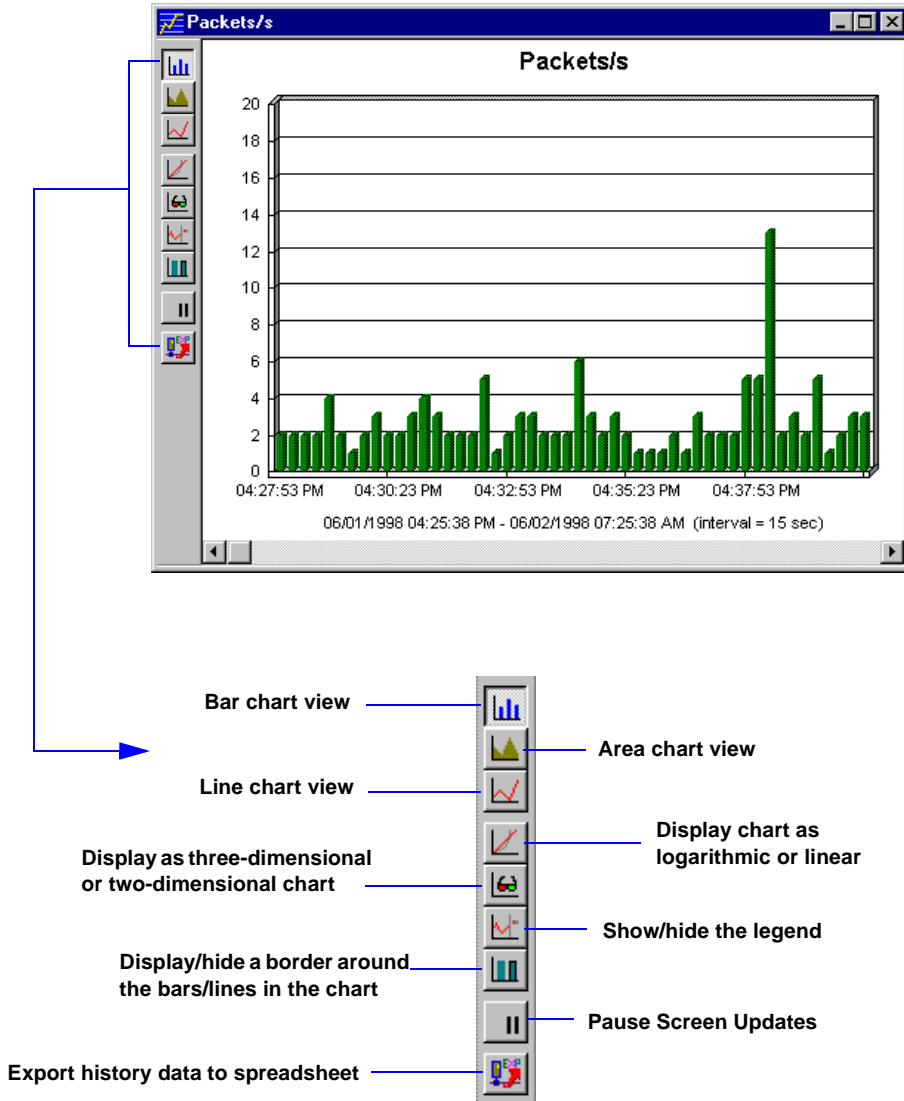 Packets/s
Packets/s
20
18
16
14
12
10
8
6
4
2
0
04:27:53 PM 04:30:23 PM 04:32:53 PM 04:35:23 PM 04:37:53 PM
06/01/1998 04:25:38 PM - 06/02/1998 07:25:38 AM (interval = 15 sec)
Bar chart view
Area chart view
Line chart view
Display chart as
logarithmic or linear
Display as three-dimensional
or two-dimensional chart
Show/hide the legend
Display/hide a border around
the bars/lines in the chart
Pause Screen Updates
Export history data to spreadsheet